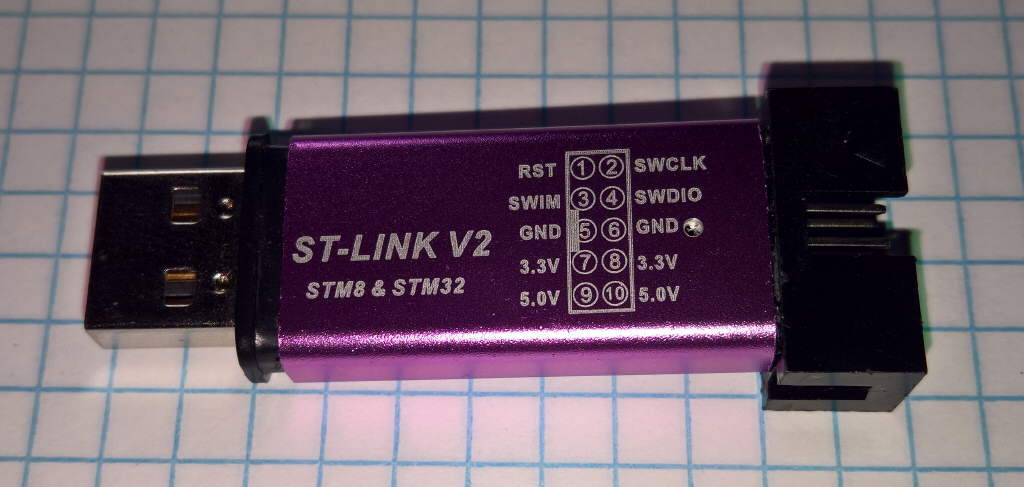 RST 1 2 SWCLK
SWIM 3 4 SWDIO
GND 5 6 GND
ST-LINK V2
3.3V 7 8 3.3V
STM8 & STM32
5.0V 9 10 5.0V